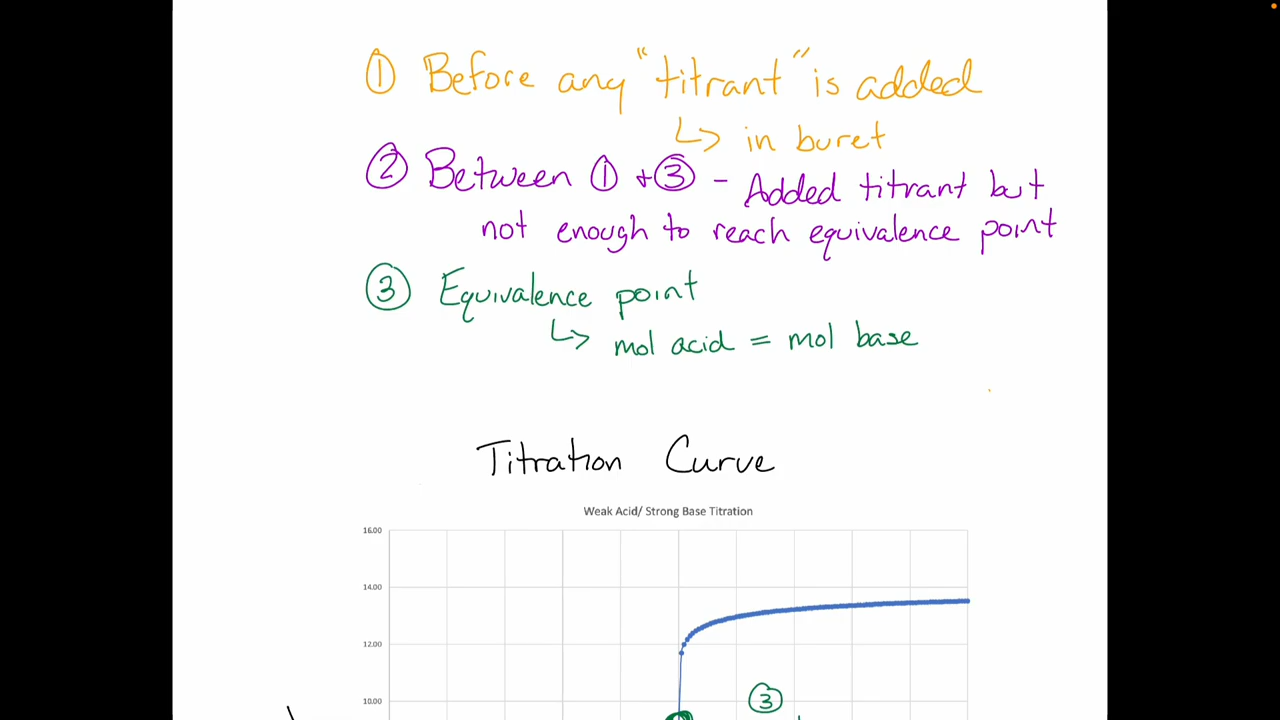 ① Before any "titrant" is added
↳ in buret
② Between ① + ③ - Added titrant but
not enough to reach equivalence point
③ Equivalence point
↳ mol acid = mol base
Titration Curve
Weak Acid/ Strong Base Titration
16.00
14.00
12.00
10.00
③